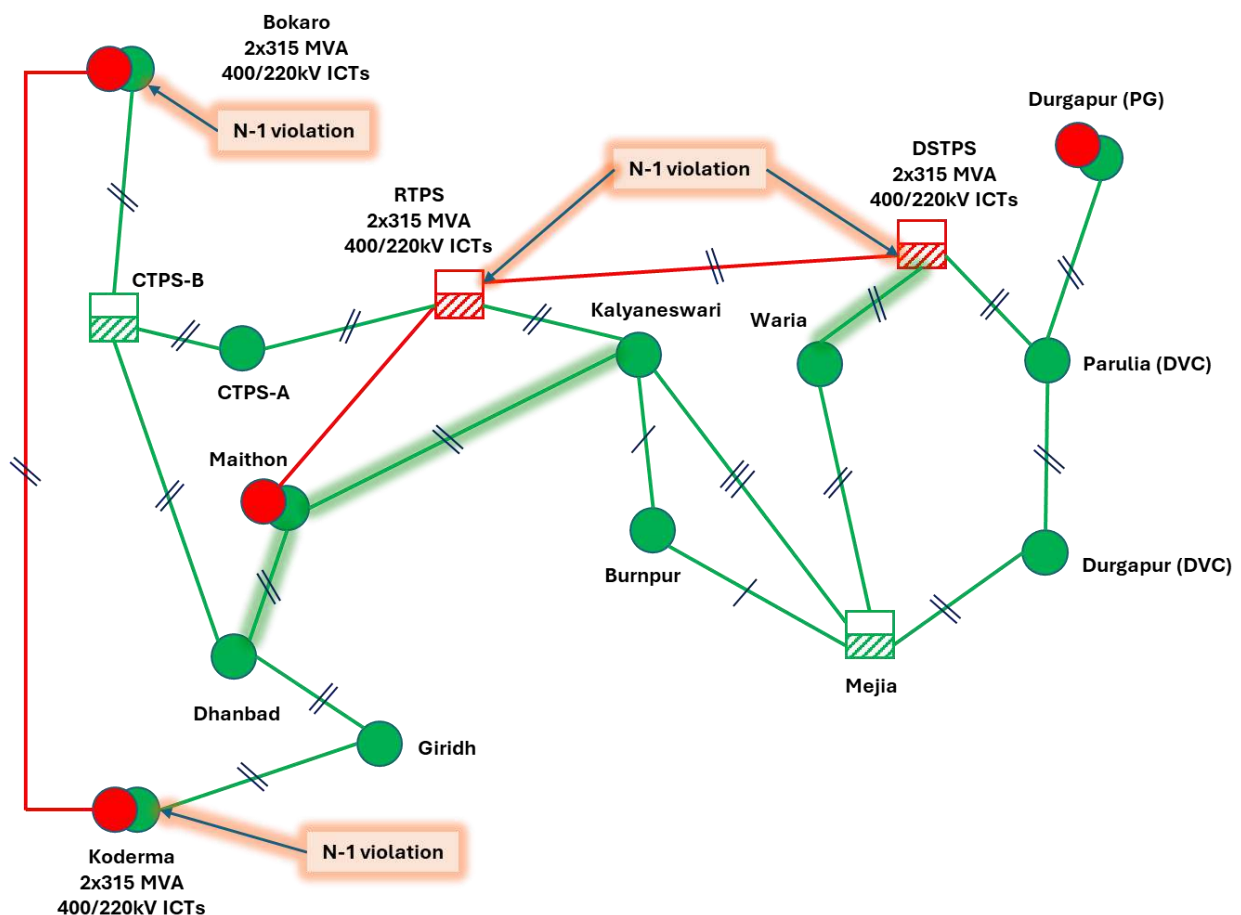 Bokaro
2x315 MVA
400/220kV ICTs
N-1 violation
Durgapur (PG)
N-1 violation
DSTPS
2x315 MVA
400/220kV ICTs
RTPS
2x315 MVA
400/220kV ICTs
CTPS-B
Kalyaneswari
Waria
CTPS-A
Parulia (DVC)
Maithon
Burnpur
Durgapur (DVC)
Mejia
Dhanbad
Giridh
N-1 violation
Koderma
2x315 MVA
400/220kV ICTs